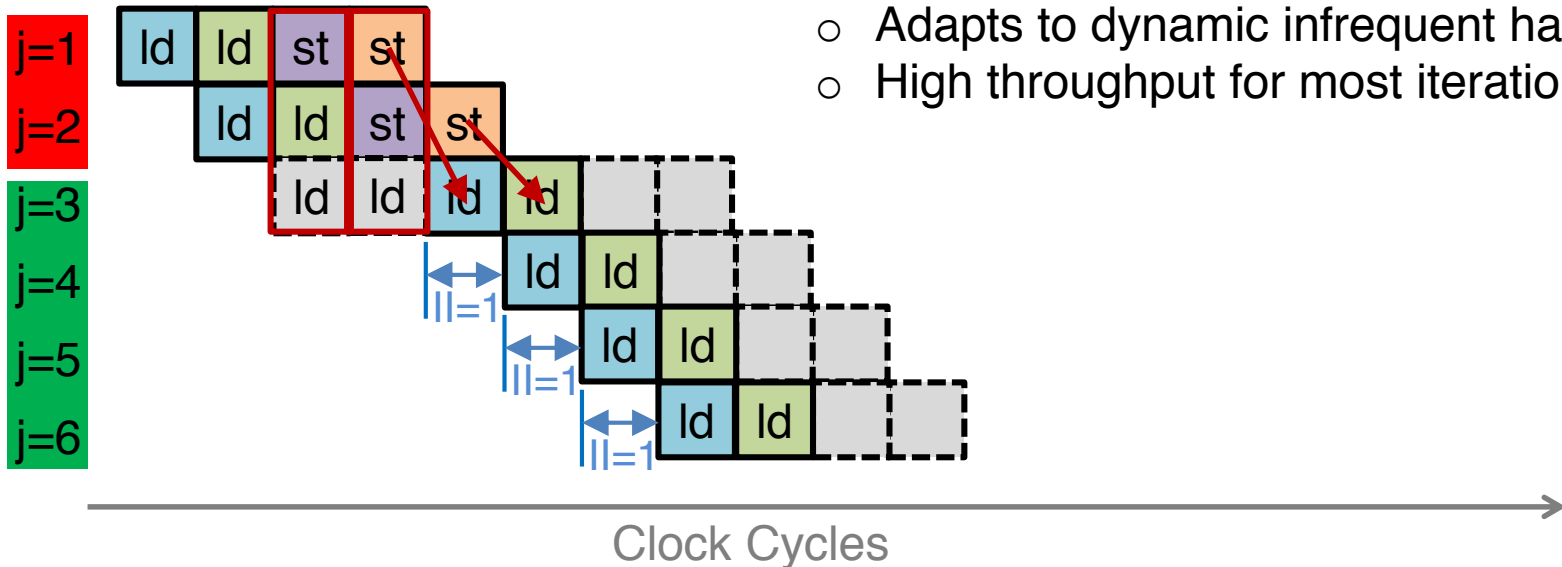 ○ Adapts to dynamic infrequent ha
○ High throughput for most iteratio
j=1 ld ld st st
j=2 ld ld st st
j=3 ld ld ld ld
j=4 ld ld
II=1
j=5 ld ld
II=1
j=6 ld ld
II=1
Clock Cycles